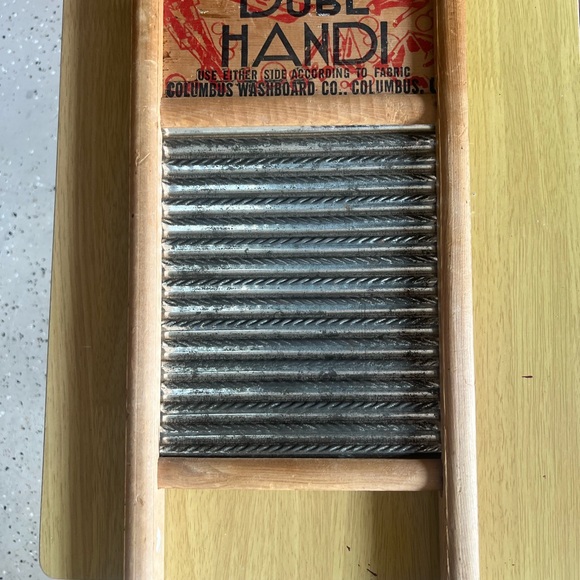 DUBL
HANDI
USE EITHER SIDE ACCORDING TO FABRIC
COLUMBUS WASHBOARD CO.. COLUMBUS,